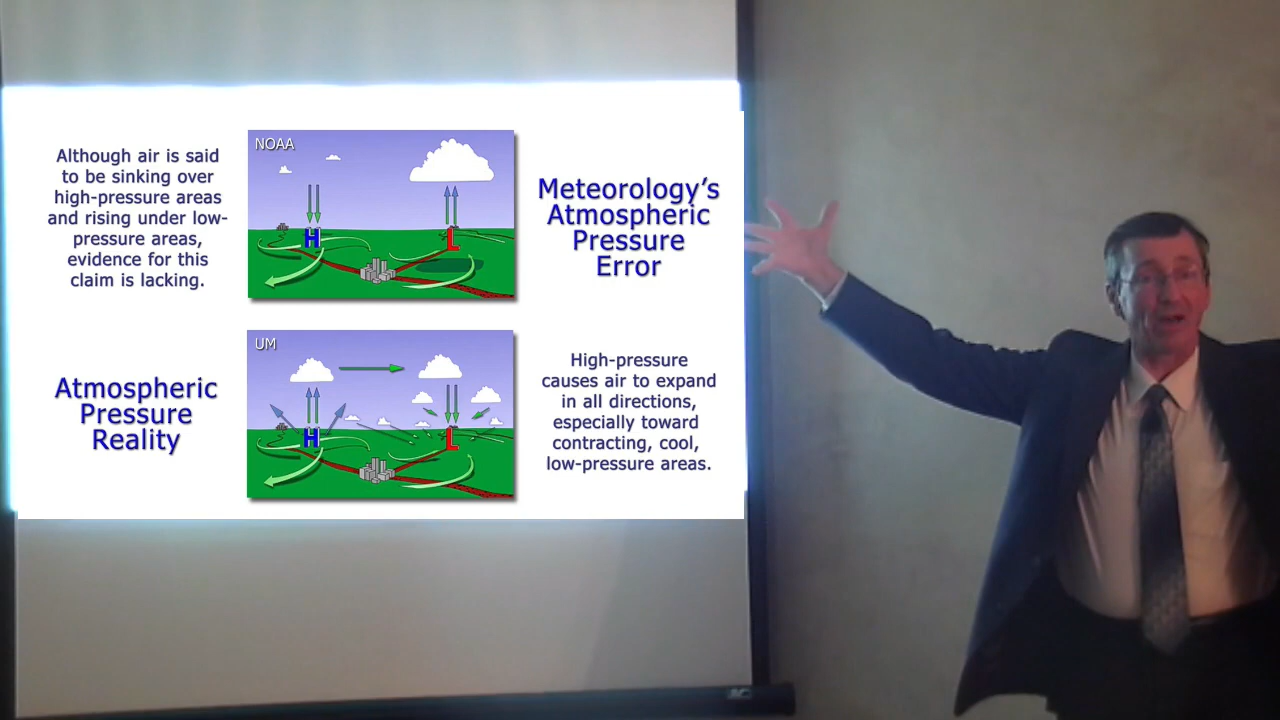 Although air is said
to be sinking over
high-pressure areas
and rising under low-
pressure areas,
evidence for this
claim is lacking.
NOAA
H
L
Meteorology's
Atmospheric
Pressure
Error
Atmospheric
Pressure
Reality
UM
H
L
High-pressure
causes air to expand
in all directions,
especially toward
contracting, cool,
low-pressure areas.